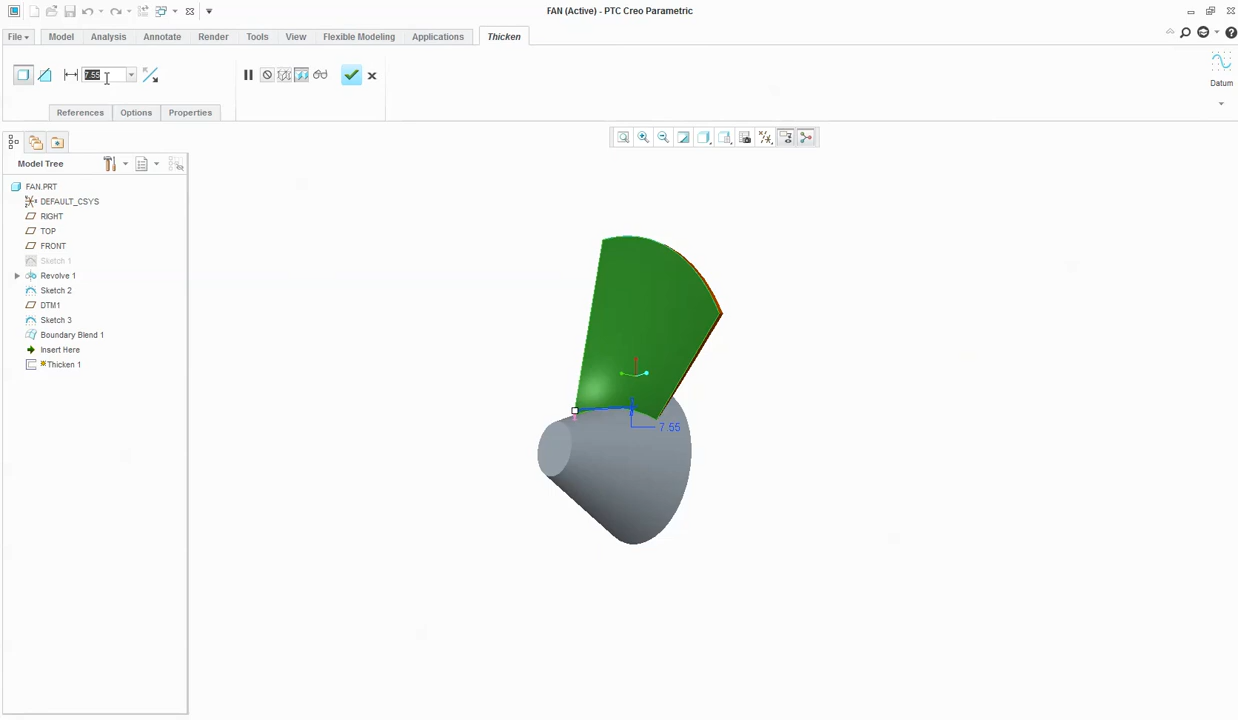 FAN (Active) - PTC Creo Parametric
File Model Analysis Annotate Render Tools View Flexible Modeling Applications Thicken
7.55
Datum
References Options Properties
Model Tree
FAN.PRT
DEFAULT_CSYS
RIGHT
TOP
FRONT
Sketch 1
Revolve 1
Sketch 2
DTM1
Sketch 3
Boundary Blend 1
Insert Here
Thicken 1
7.55